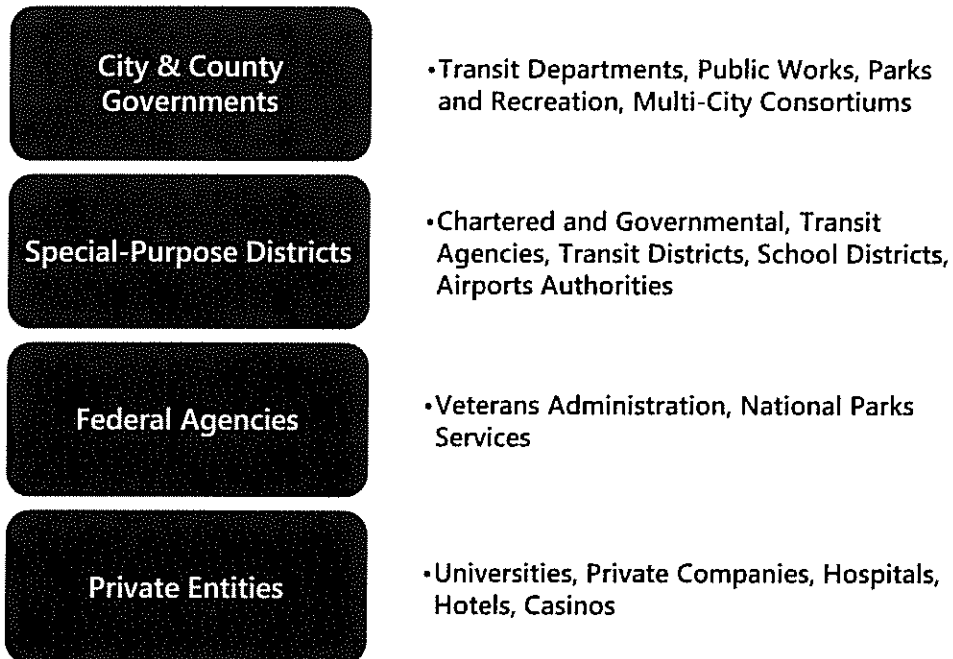 City & County
Governments
•Transit Departments, Public Works, Parks
and Recreation, Multi-City Consortiums
Special-Purpose Districts
•Chartered and Governmental, Transit
Agencies, Transit Districts, School Districts,
Airports Authorities
Federal Agencies
•Veterans Administration, National Parks
Services
Private Entities
•Universities, Private Companies, Hospitals,
Hotels, Casinos